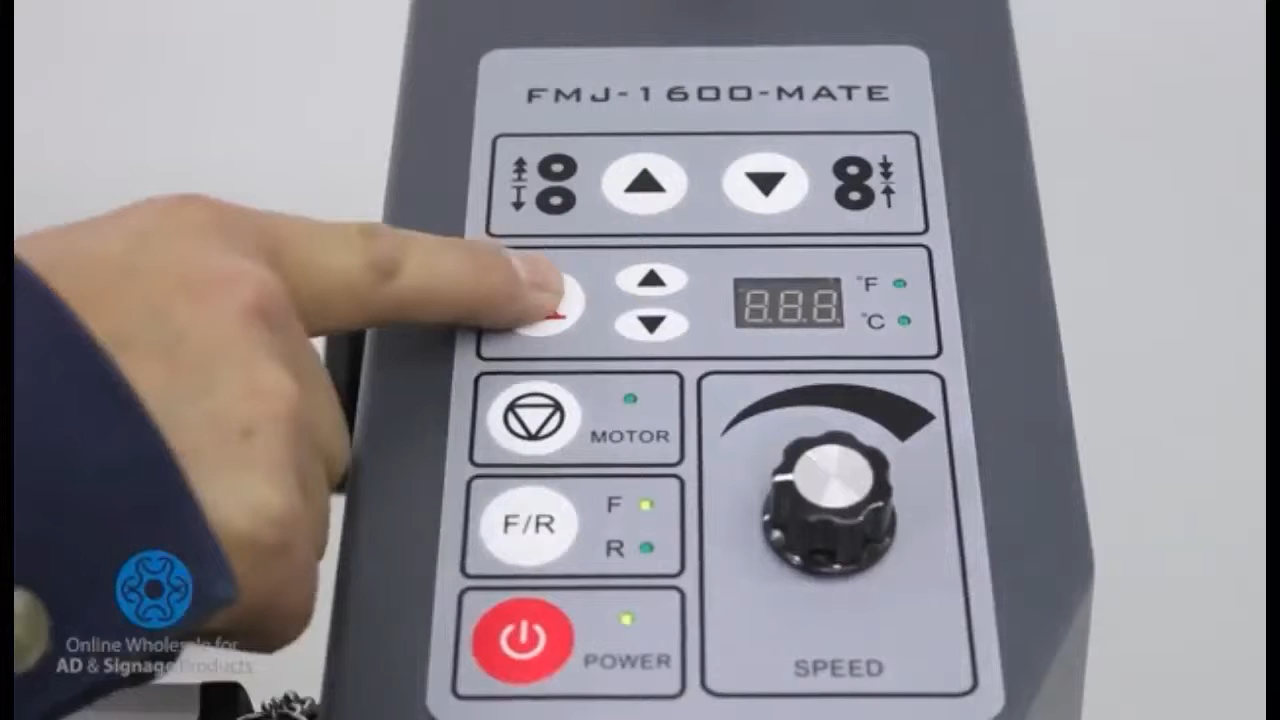 FMJ-1600-MATE
°F
°C
MOTOR
F/R
F
R
POWER
SPEED
Online Wholesale for
AD & Signage Products